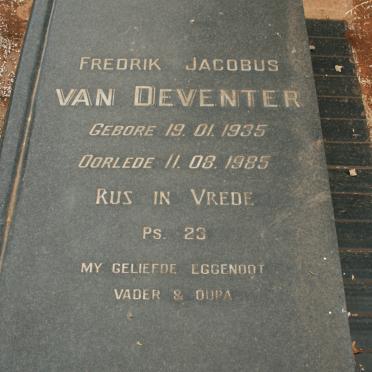 FREDRIK JACOBUS
VAN DEVENTER
GEBORE 19.01.1935
OORLEDE 11.08.1985
RUS IN VREDE
PS. 23
MY GELIEFDE EGGENOOT
VADER & OUPA